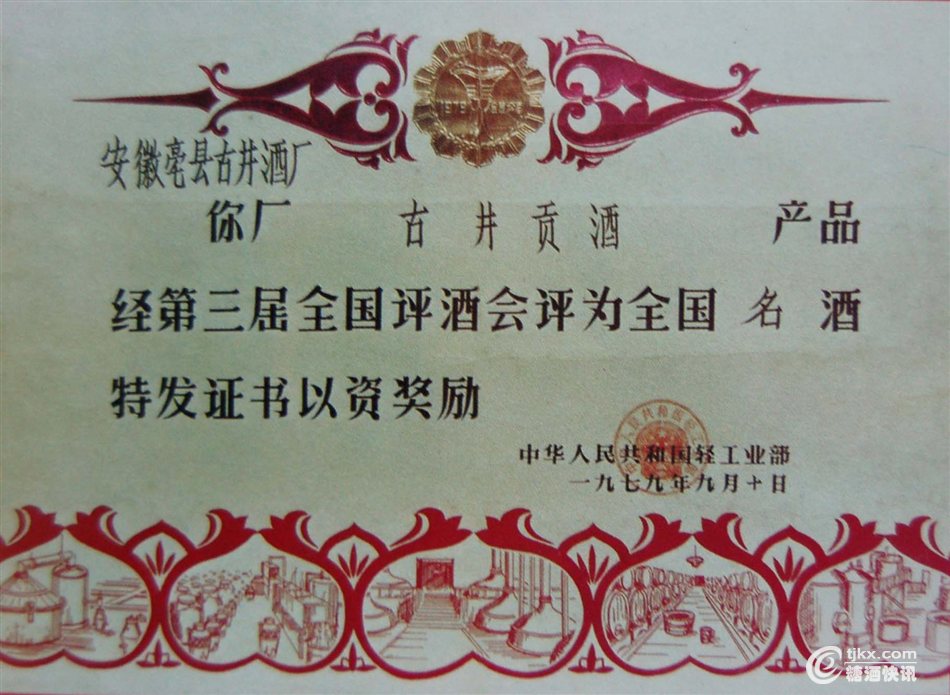 安徽亳县古井酒厂
你厂 古井贡酒 产品
经第三届全国评酒会评为全国 名 酒
特发证书以资奖励
中华人民共和国轻工业部
一九七九年九月十日
tjkx.com
糖酒快讯